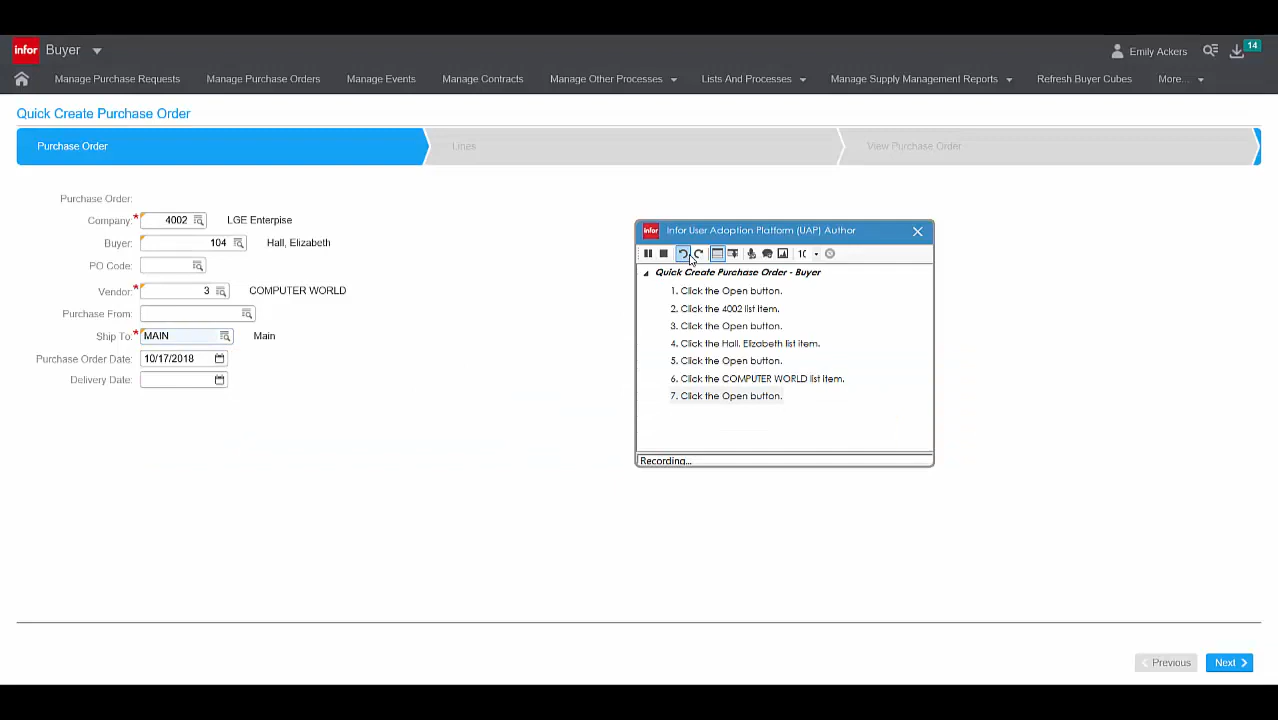 infor Buyer
Emily Ackers 14
Manage Purchase Requests Manage Purchase Orders Manage Events Manage Contracts Manage Other Processes Lists And Processes Manage Supply Management Reports Refresh Buyer Cubes More...
Quick Create Purchase Order
Purchase Order Lines View Purchase Order
Purchase Order:
Company:* 4002 LGE Enterpise
Buyer: 104 Hall, Elizabeth
PO Code:
Vendor:* 3 COMPUTER WORLD
Purchase From:
Ship To:* MAIN Main
Purchase Order Date: 10/17/2018
Delivery Date:
infor Infor User Adoption Platform (UAP) Author
10
Quick Create Purchase Order - Buyer
1. Click the Open button.
2. Click the 4002 list item.
3. Click the Open button.
4. Click the Hall, Elizabeth list item.
5. Click the Open button.
6. Click the COMPUTER WORLD list item.
7. Click the Open button.
Recording...
Previous Next